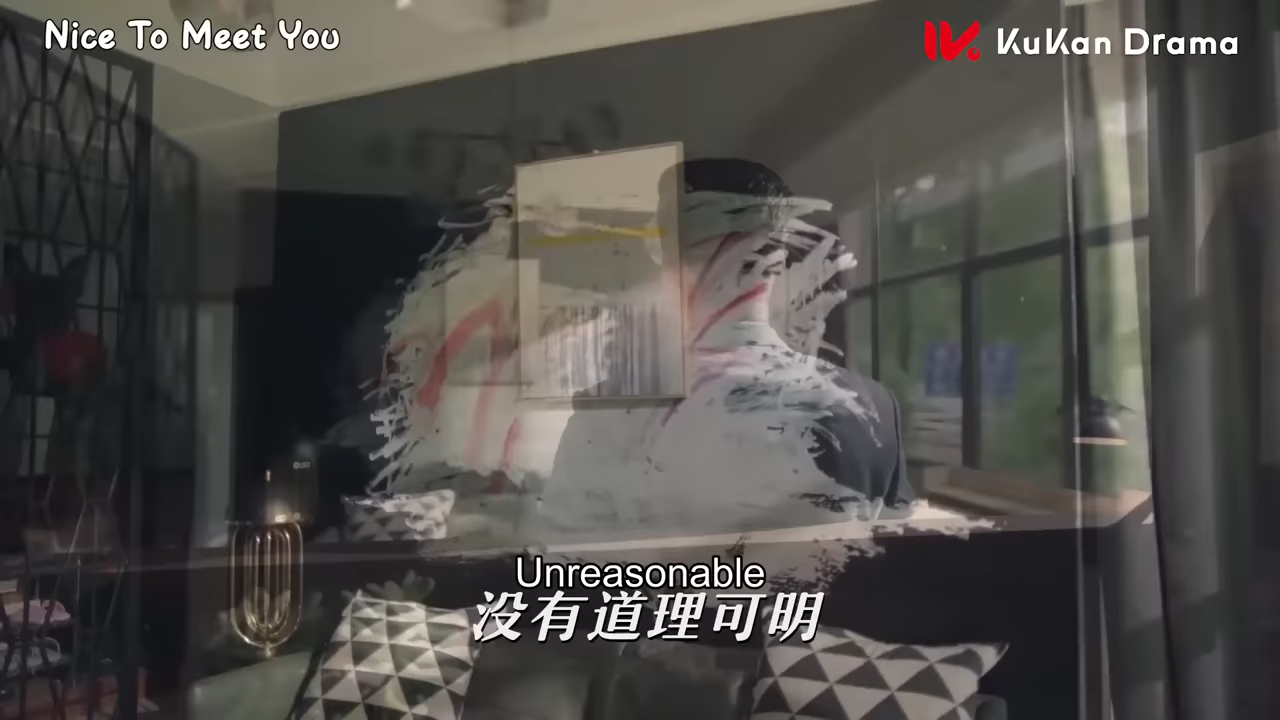 Nice To Meet You
KuKan Drama
Unreasonable
没有道理可明